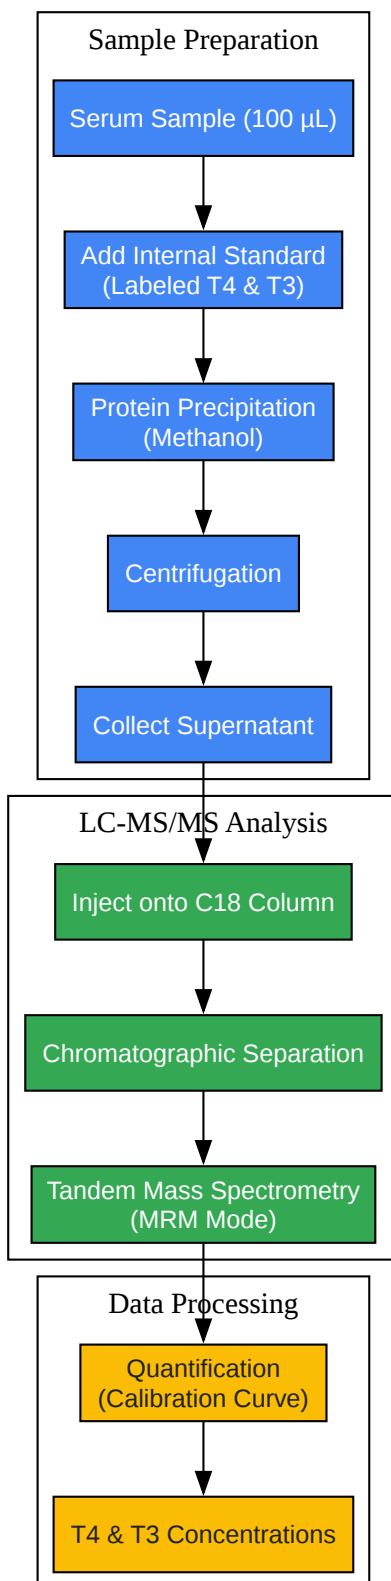 Sample Preparation
Serum Sample (100 µL)
Add Internal Standard
(Labeled T4 & T3)
Protein Precipitation
(Methanol)
Centrifugation
Collect Supernatant
LC-MS/MS Analysis
Inject onto C18 Column
Chromatographic Separation
Tandem Mass Spectrometry
(MRM Mode)
Data Processing
Quantification
(Calibration Curve)
T4 & T3 Concentrations